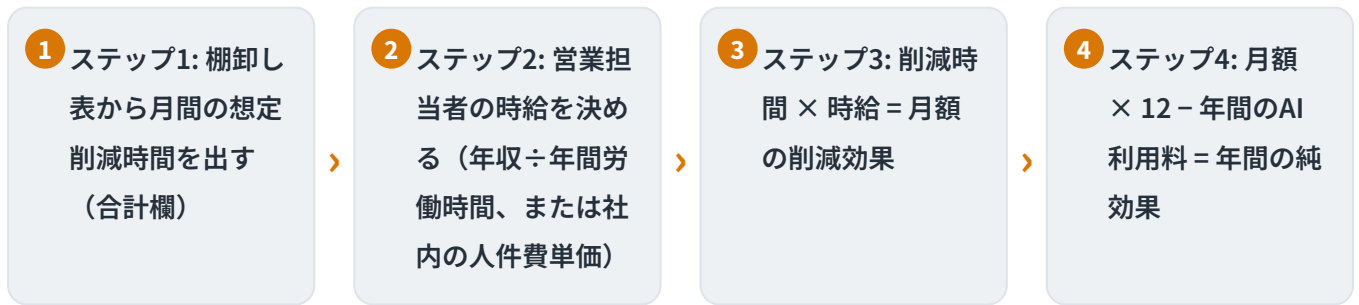 1
ステップ1: 棚卸し
表から月間の想定
削減時間を出す
（合計欄）
›
2
ステップ2: 営業担
当者の時給を決め
る（年収÷年間労
働時間、または社
内の人件費単価）
›
3
ステップ3: 削減時
間 × 時給 = 月額
の削減効果
›
4
ステップ4: 月額
× 12 − 年間のAI
利用料 = 年間の純
効果